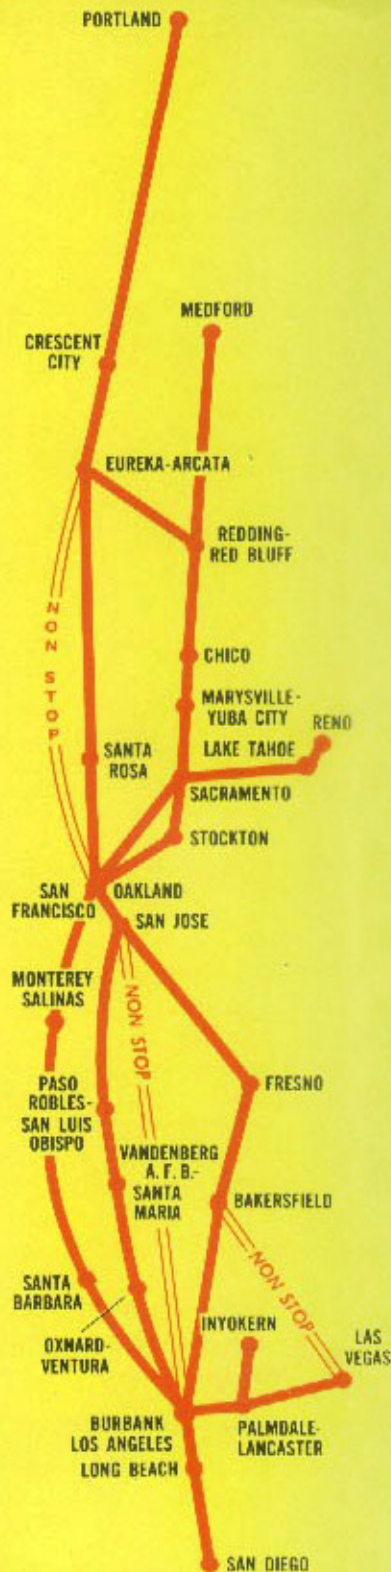 PORTLAND
MEDFORD
CRESCENT
CITY
EUREKA-ARCATA
REDDING-
RED BLUFF
NON STOP
CHICO
MARYSVILLE-
YUBA CITY
RENO
LAKE TAHOE
SANTA
ROSA
SACRAMENTO
STOCKTON
SAN
FRANCISCO
OAKLAND
SAN JOSE
MONTEREY
SALINAS
NON STOP
FRESNO
PASO
ROBLES-
SAN LUIS
OBISPO
VANDENBERG
A.F.B.-
SANTA
MARIA
BAKERSFIELD
NON STOP
SANTA
BARBARA
INYOKERN
LAS
VEGAS
OXNARD-
VENTURA
BURBANK
LOS ANGELES
PALMDALE-
LANCASTER
LONG BEACH
SAN DIEGO